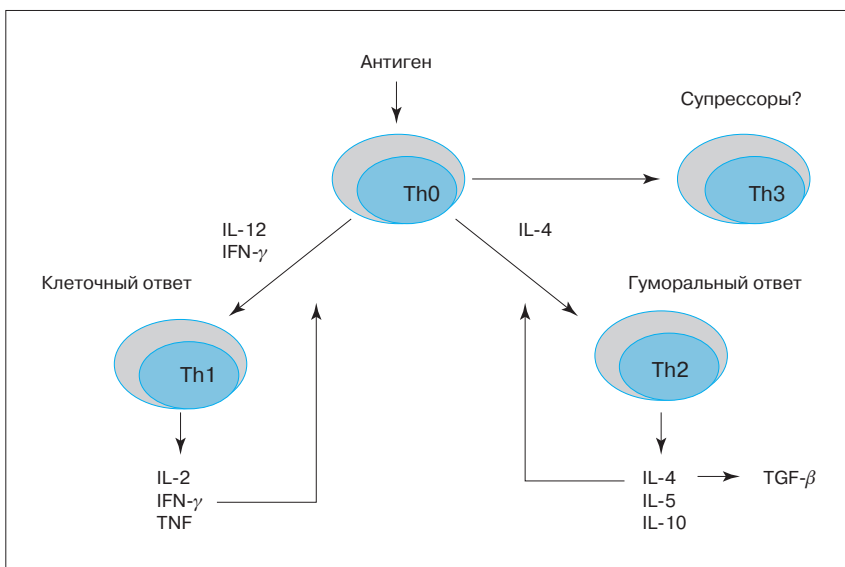 Антиген
Супрессоры?
Th0
Th3
IL-12
IFN-γ
IL-4
Клеточный ответ
Гуморальный ответ
Th1
Th2
IL-2
IFN-γ
TNF
IL-4
TGF-β
IL-5
IL-10